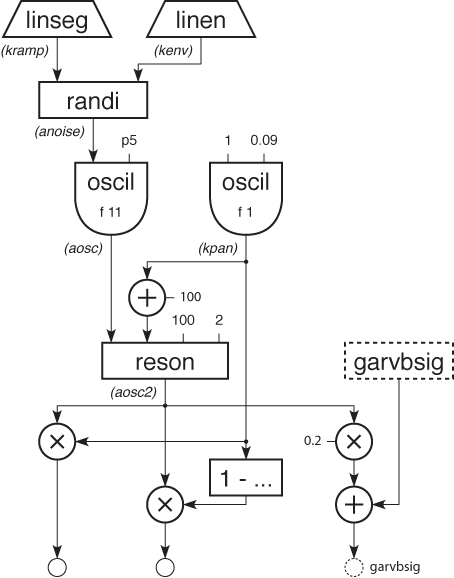 linseg linen
(kramp) (kenv)
randi
(anoise)
p5 1 0.09
oscil oscil
f 11 f 1
(aosc) (kpan)
+ 100
100 2
reson garvbsig
(aosc2)
× 0.2 ×
1 - ...
× +
garvbsig